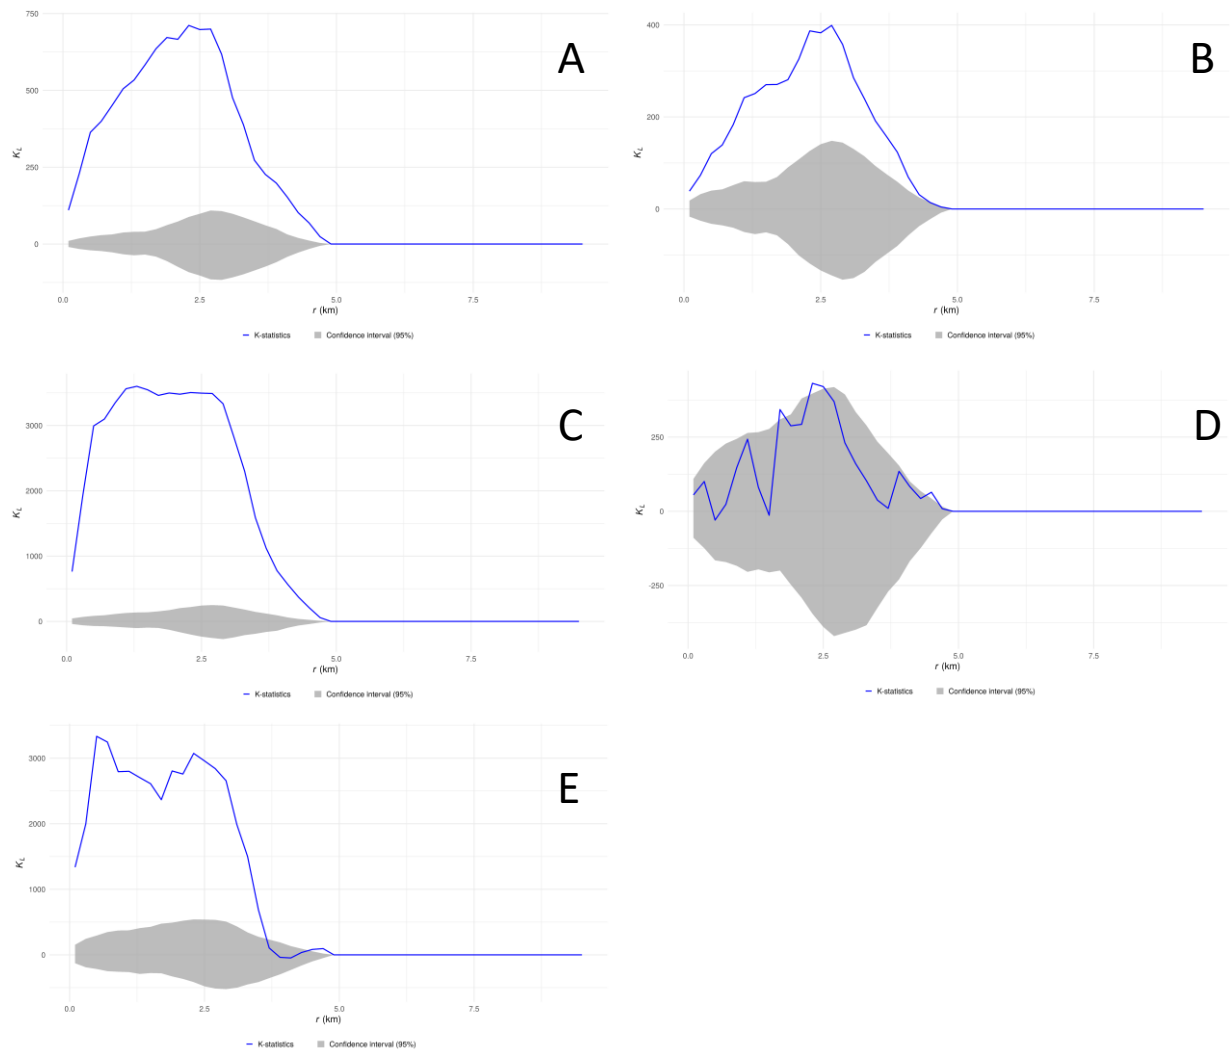 750
A
500
250
0
K_L
0.0 2.5 5.0 7.5
r (km)
K-statistics Confidence interval (95%)
400
B
200
0
K_L
0.0 2.5 5.0 7.5
r (km)
K-statistics Confidence interval (95%)
C
3000
2000
1000
0
K_L
0.0 2.5 5.0 7.5
r (km)
K-statistics Confidence interval (95%)
D
250
0
-250
K_L
0.0 2.5 5.0 7.5
r (km)
K-statistics Confidence interval (95%)
3000
E
2000
1000
0
K_L
0.0 2.5 5.0 7.5
r (km)
K-statistics Confidence interval (95%)